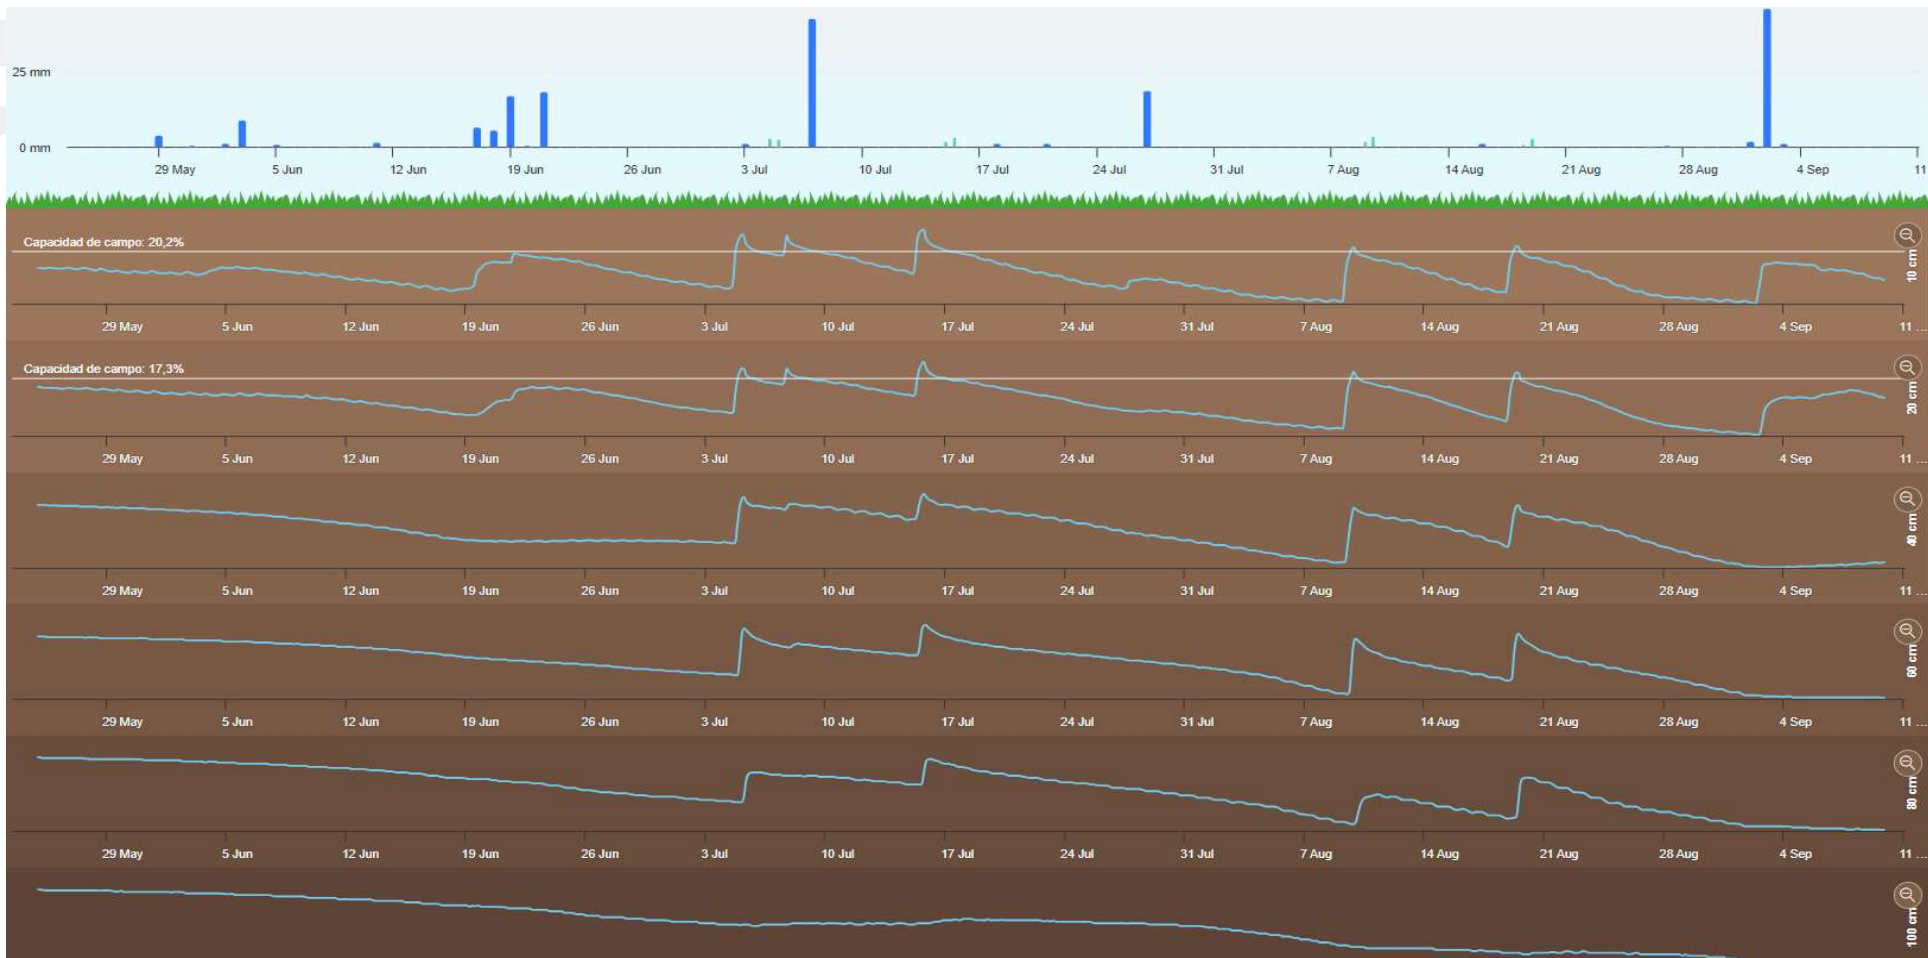 25 mm
0 mm
29 May 5 Jun 12 Jun 19 Jun 26 Jun 3 Jul 10 Jul 17 Jul 24 Jul 31 Jul 7 Aug 14 Aug 21 Aug 28 Aug 4 Sep 11
Capacidad de campo: 20,2%
10 cm
29 May 5 Jun 12 Jun 19 Jun 26 Jun 3 Jul 10 Jul 17 Jul 24 Jul 31 Jul 7 Aug 14 Aug 21 Aug 28 Aug 4 Sep 11 ...
Capacidad de campo: 17,3%
20 cm
29 May 5 Jun 12 Jun 19 Jun 26 Jun 3 Jul 10 Jul 17 Jul 24 Jul 31 Jul 7 Aug 14 Aug 21 Aug 28 Aug 4 Sep 11 ...
40 cm
29 May 5 Jun 12 Jun 19 Jun 26 Jun 3 Jul 10 Jul 17 Jul 24 Jul 31 Jul 7 Aug 14 Aug 21 Aug 28 Aug 4 Sep 11 ...
60 cm
29 May 5 Jun 12 Jun 19 Jun 26 Jun 3 Jul 10 Jul 17 Jul 24 Jul 31 Jul 7 Aug 14 Aug 21 Aug 28 Aug 4 Sep 11 ...
80 cm
29 May 5 Jun 12 Jun 19 Jun 26 Jun 3 Jul 10 Jul 17 Jul 24 Jul 31 Jul 7 Aug 14 Aug 21 Aug 28 Aug 4 Sep 11 ...
100 cm